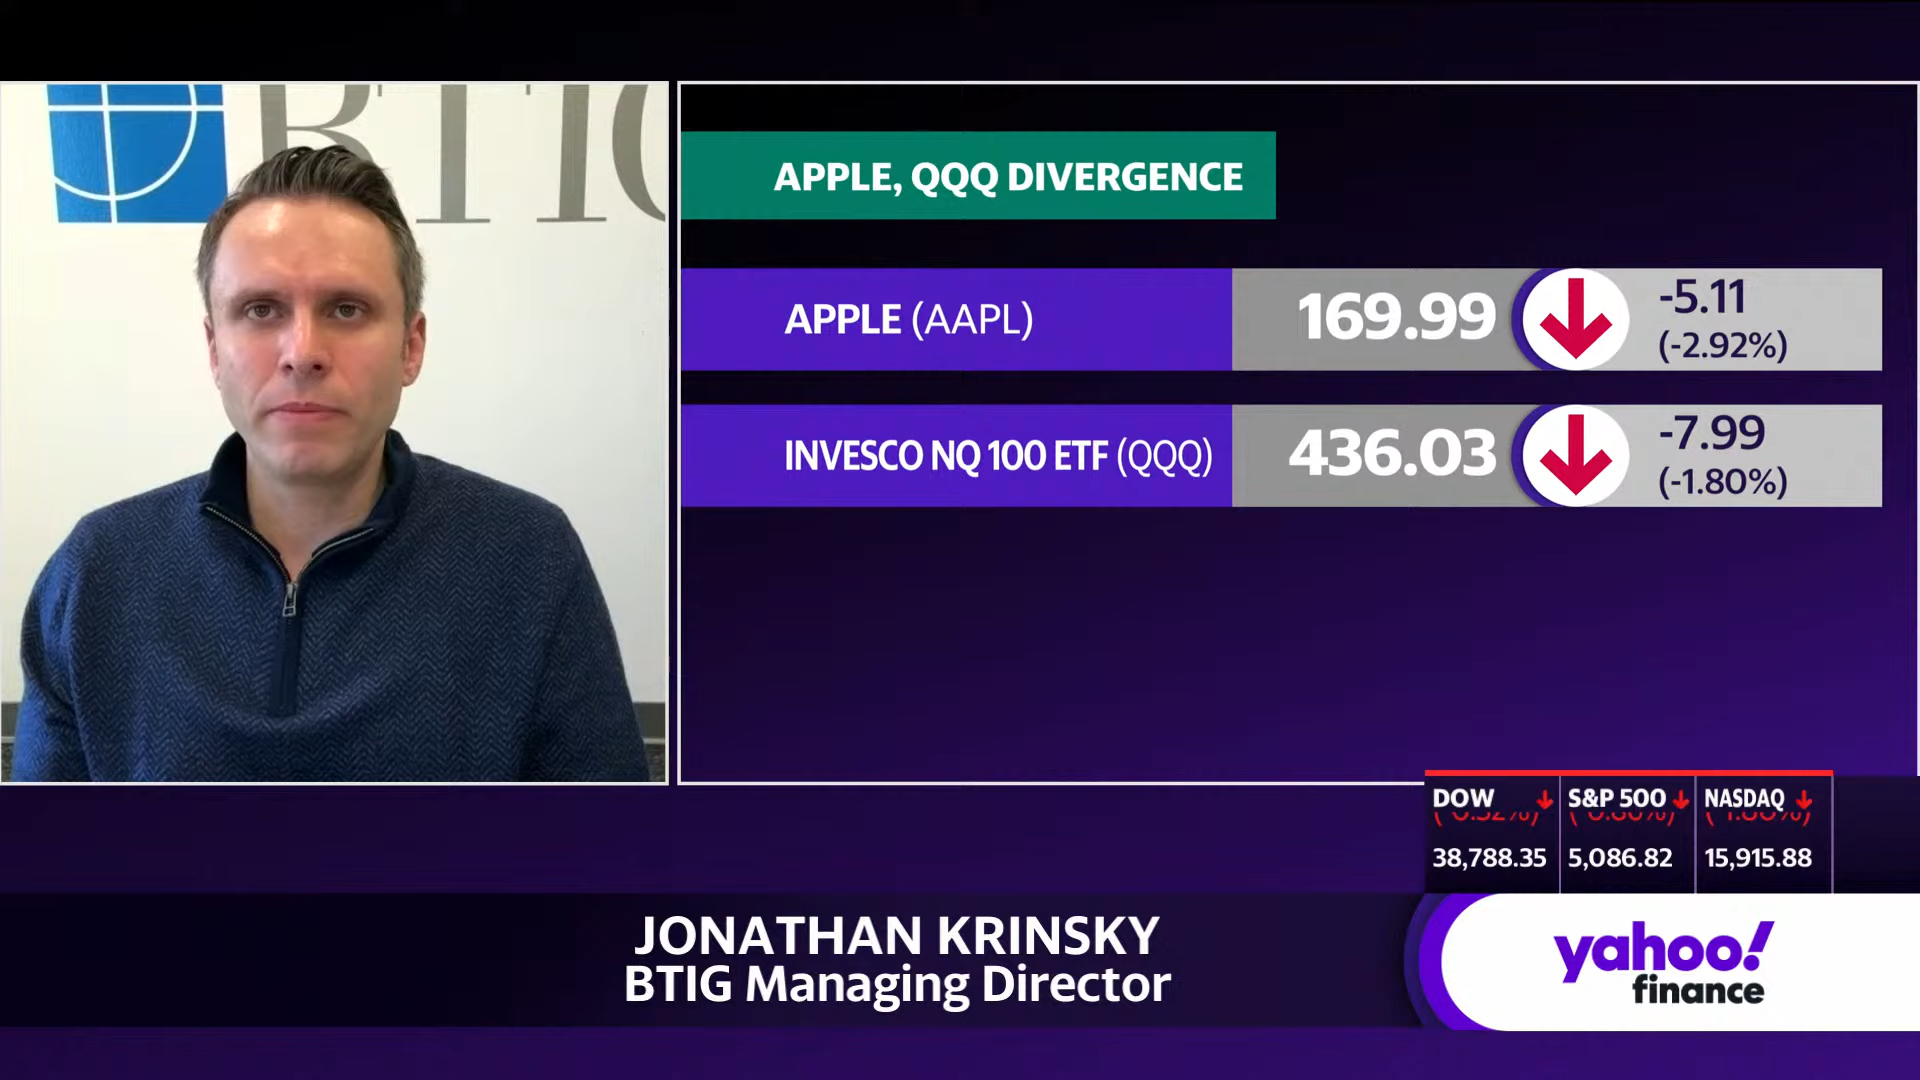 APPLE, QQQ DIVERGENCE
APPLE (AAPL)
169.99
-5.11
(-2.92%)
INVESCO NQ 100 ETF (QQQ)
436.03
-7.99
(-1.80%)
DOW
S&P 500
NASDAQ
38,788.35
5,086.82
15,915.88
JONATHAN KRINSKY
BTIG Managing Director
yahoo!
finance